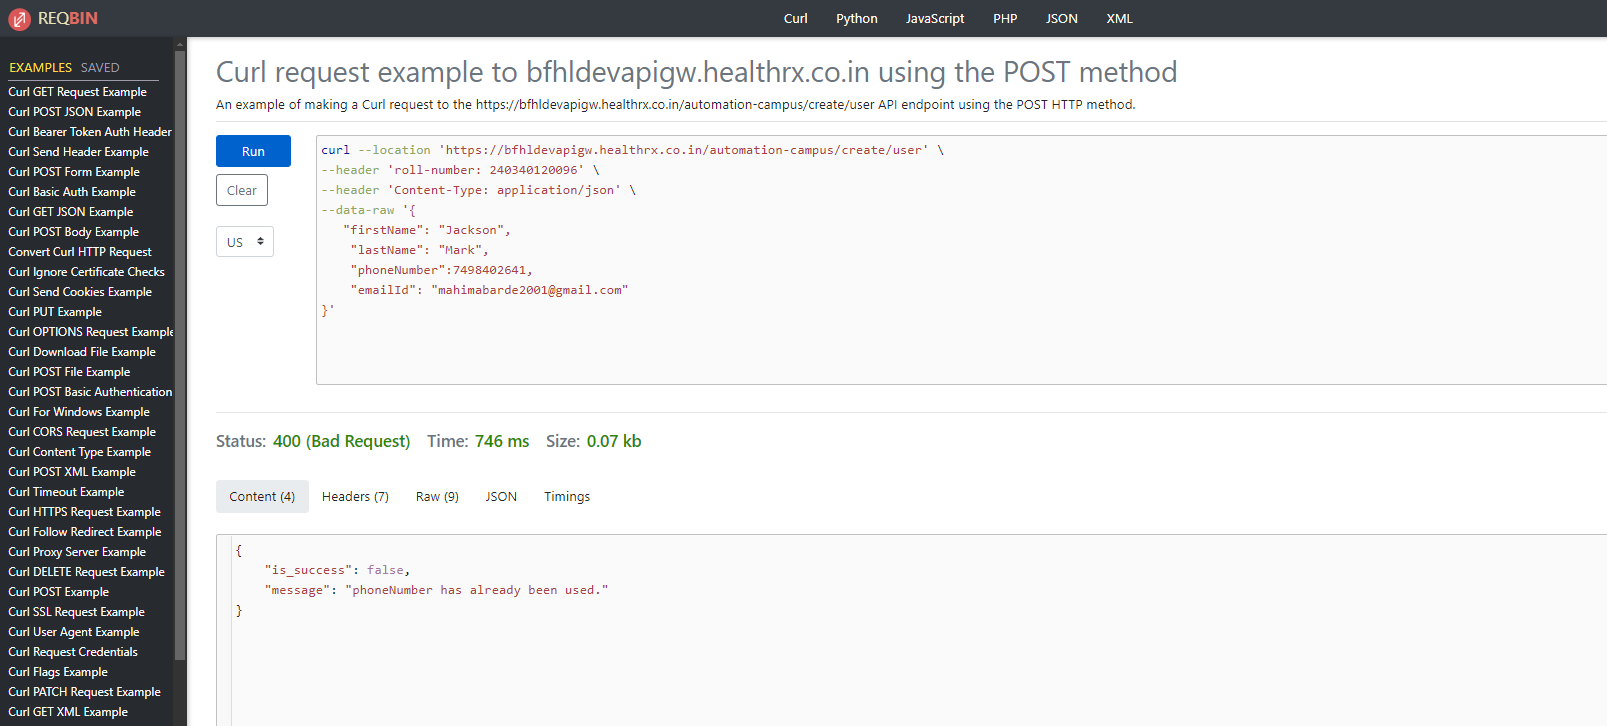 REQBIN
Curl Python JavaScript PHP JSON XML
EXAMPLES SAVED
Curl GET Request Example
Curl POST JSON Example
Curl Bearer Token Auth Header
Curl Send Header Example
Curl POST Form Example
Curl Basic Auth Example
Curl GET JSON Example
Curl POST Body Example
Convert Curl HTTP Request
Curl Ignore Certificate Checks
Curl Send Cookies Example
Curl PUT Example
Curl OPTIONS Request Example
Curl Download File Example
Curl POST File Example
Curl POST Basic Authentication
Curl For Windows Example
Curl CORS Request Example
Curl Content Type Example
Curl POST XML Example
Curl Timeout Example
Curl HTTPS Request Example
Curl Follow Redirect Example
Curl Proxy Server Example
Curl DELETE Request Example
Curl POST Example
Curl SSL Request Example
Curl User Agent Example
Curl Request Credentials
Curl Flags Example
Curl PATCH Request Example
Curl GET XML Example
Curl request example to bfhldevapigw.healthrx.co.in using the POST method
An example of making a Curl request to the https://bfhldevapigw.healthrx.co.in/automation-campus/create/user API endpoint using the POST HTTP method.
Run
Clear
US
curl --location 'https://bfhldevapigw.healthrx.co.in/automation-campus/create/user' \
--header 'roll-number: 240340120096' \
--header 'Content-Type: application/json' \
--data-raw '{
"firstName": "Jackson",
"lastName": "Mark",
"phoneNumber":7498402641,
"emailId": "mahimabarde2001@gmail.com"
}'
Status: 400 (Bad Request) Time: 746 ms Size: 0.07 kb
Content (4) Headers (7) Raw (9) JSON Timings
{
"is_success": false,
"message": "phoneNumber has already been used."
}